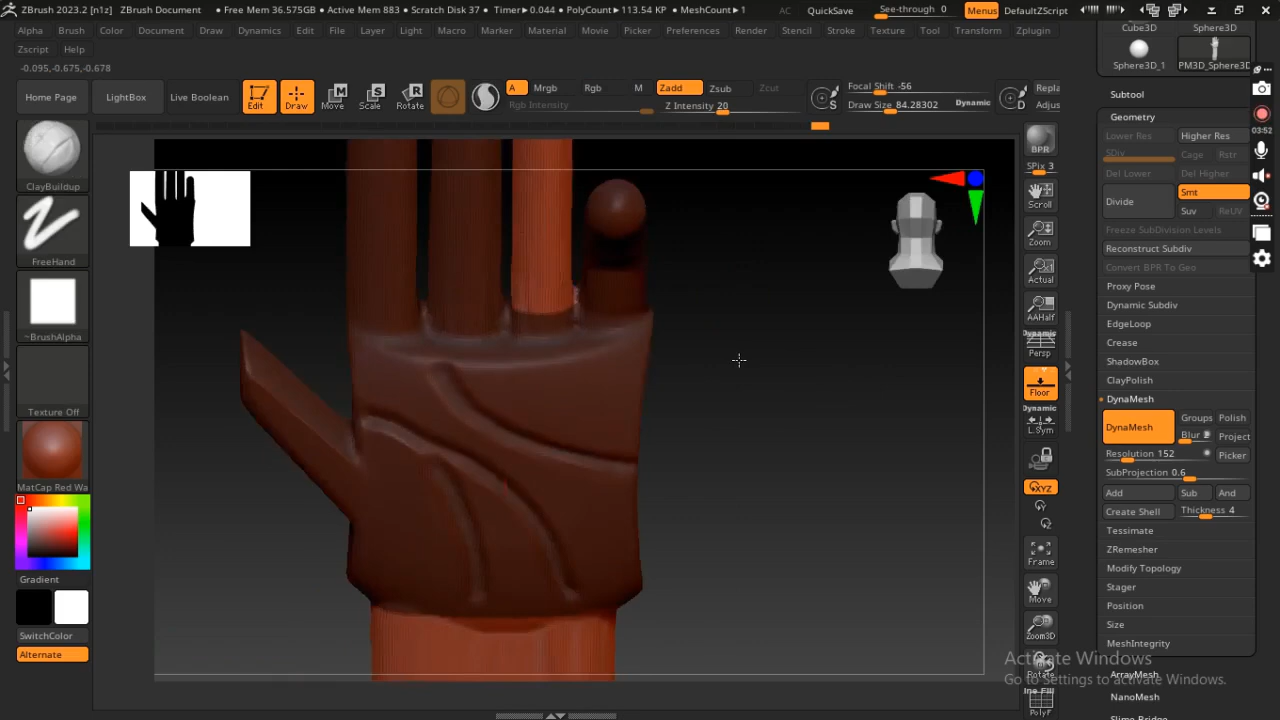 ZBrush 2023.2 [n1z] ZBrush Document • Free Mem 36.575GB • Active Mem 883 • Scratch Disk 37 • Timer▸0.044 • PolyCount▸113.54 KP • MeshCount▸1 AC QuickSave See-through 0 Menus DefaultZScript
Alpha Brush Color Document Draw Dynamics Edit File Layer Light Macro Marker Material Movie Picker Preferences Render Stencil Stroke Texture Tool Transform Zplugin
Zscript Help
-0.095,-0.675,-0.678
Home Page LightBox Live Boolean Edit Draw Move Scale Rotate A Mrgb Rgb M Zadd Zsub Zcut Focal Shift -56
Rgb Intensity Z Intensity 20 Draw Size 84.28302 Dynamic
S D Repla
Adjus
ClayBuildup
FreeHand
~BrushAlpha
Texture Off
MatCap Red Wa
Gradient
SwitchColor
Alternate
BPR
SPix 3
Scroll
Zoom
Actual
AAHalf
Dynamic
Persp
Floor
Dynamic
L.Sym
XYZ
Y
Z
Frame
Move
Zoom3D
Rotate
Line Fill
PolyF
Cube3D Sphere3D
Sphere3D_1 PM3D_Sphere3D
Subtool
Geometry
Lower Res Higher Res
SDiv Cage Rstr
Del Lower Del Higher
Divide Smt
Suv ReUV
Freeze SubDivision Levels
Reconstruct Subdiv
Convert BPR To Geo
Proxy Pose
Dynamic Subdiv
EdgeLoop
Crease
ShadowBox
ClayPolish
DynaMesh
DynaMesh Groups Polish
Blur 2 Project
Resolution 152 Picker
SubProjection 0.6
Add Sub And
Create Shell Thickness 4
Tessimate
ZRemesher
Modify Topology
Stager
Position
Size
MeshIntegrity
ArrayMesh
NanoMesh
03:52
Activate Windows
Go to Settings to activate Windows.